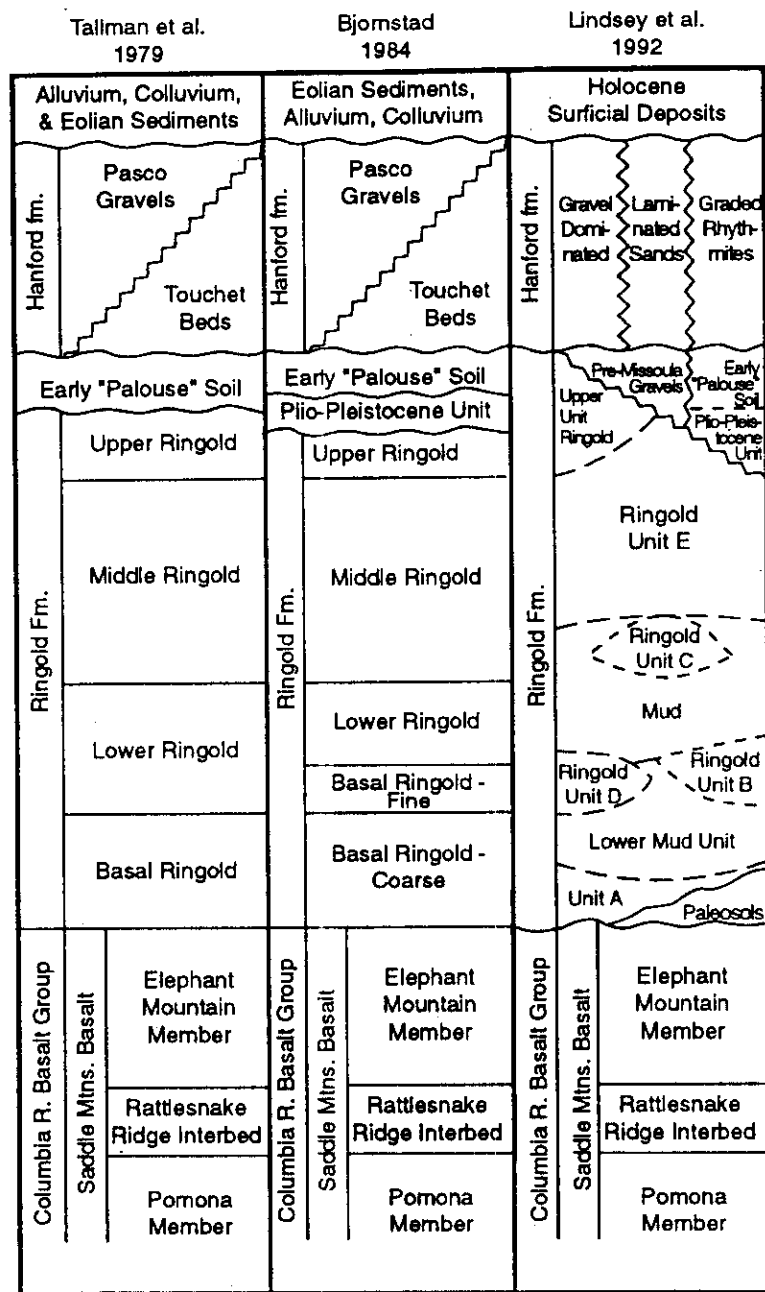 Tallman et al.
1979
Bjornstad
1984
Lindsey et al.
1992
Alluvium, Colluvium,
& Eolian Sediments
Hanford fm.
Pasco
Gravels
Touchet
Beds
Early "Palouse" Soil
Ringold Fm.
Upper Ringold
Middle Ringold
Lower Ringold
Basal Ringold
Columbia R. Basalt Group
Saddle Mtns. Basalt
Elephant
Mountain
Member
Rattlesnake
Ridge Interbed
Pomona
Member
Eolian Sediments,
Alluvium, Colluvium
Hanford fm.
Pasco
Gravels
Touchet
Beds
Early "Palouse" Soil
Plio-Pleistocene Unit
Ringold Fm.
Upper Ringold
Middle Ringold
Lower Ringold
Basal Ringold -
Fine
Basal Ringold -
Coarse
Columbia R. Basalt Group
Saddle Mtns. Basalt
Elephant
Mountain
Member
Rattlesnake
Ridge Interbed
Pomona
Member
Holocene
Surficial Deposits
Hanford fm.
Gravel
Domi-
nated
Lami-
nated
Sands
Graded
Rhyth-
mites
Ringold Fm.
Upper
Unit
Ringold
Pre-Missoula
Gravels
Early
"Palouse"
Soil
Plio-Pleis-
tocene
Unit
Ringold
Unit E
Ringold
Unit C
Mud
Ringold
Unit D
Ringold
Unit B
Lower Mud Unit
Unit A
Paleosols
Columbia R. Basalt Group
Saddle Mtns. Basalt
Elephant
Mountain
Member
Rattlesnake
Ridge Interbed
Pomona
Member